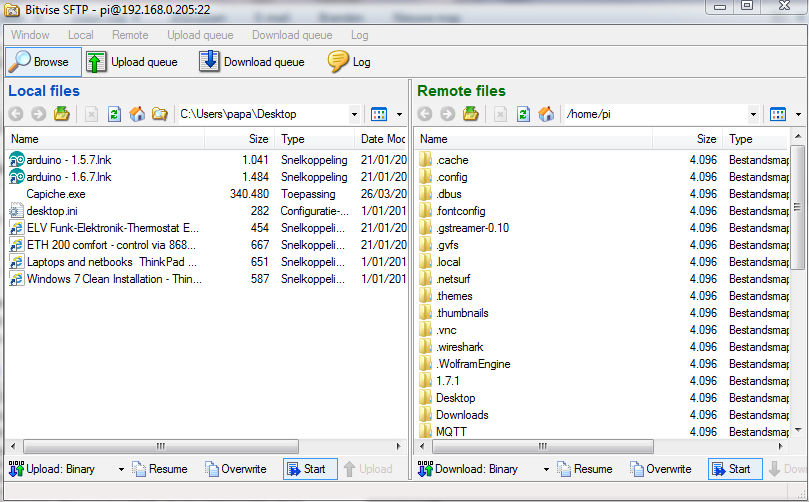 Bitvise SFTP - pi@192.168.0.205:22
Window Local Remote Upload queue Download queue Log
Browse Upload queue Download queue Log
Local files
C:\Users\papa\Desktop
Name Size Type Date Mod
arduino - 1.5.7.lnk 1.041 Snelkoppeling 21/01/20
arduino - 1.6.7.lnk 1.484 Snelkoppeling 21/01/20
Capiche.exe 340.480 Toepassing 26/03/20
desktop.ini 282 Configuratie-... 1/01/201
ELV Funk-Elektronik-Thermostat E... 454 Snelkoppeli... 21/01/20
ETH 200 comfort - control via 868... 667 Snelkoppeli... 21/01/20
Laptops and netbooks ThinkPad ... 651 Snelkoppeli... 1/01/201
Windows 7 Clean Installation - Thin... 587 Snelkoppeli... 1/01/201
Upload: Binary Resume Overwrite Start Upload
Remote files
/home/pi
Name Size Type
.cache 4.096 Bestandsmap
.config 4.096 Bestandsmap
.dbus 4.096 Bestandsmap
.fontconfig 4.096 Bestandsmap
.gstreamer-0.10 4.096 Bestandsmap
.gvfs 4.096 Bestandsmap
.local 4.096 Bestandsmap
.netsurf 4.096 Bestandsmap
.themes 4.096 Bestandsmap
.thumbnails 4.096 Bestandsmap
.vnc 4.096 Bestandsmap
.wireshark 4.096 Bestandsmap
.WolframEngine 4.096 Bestandsmap
1.7.1 4.096 Bestandsmap
Desktop 4.096 Bestandsmap
Downloads 4.096 Bestandsmap
MQTT 4.096 Bestandsmap
Download: Binary Resume Overwrite Start Dow